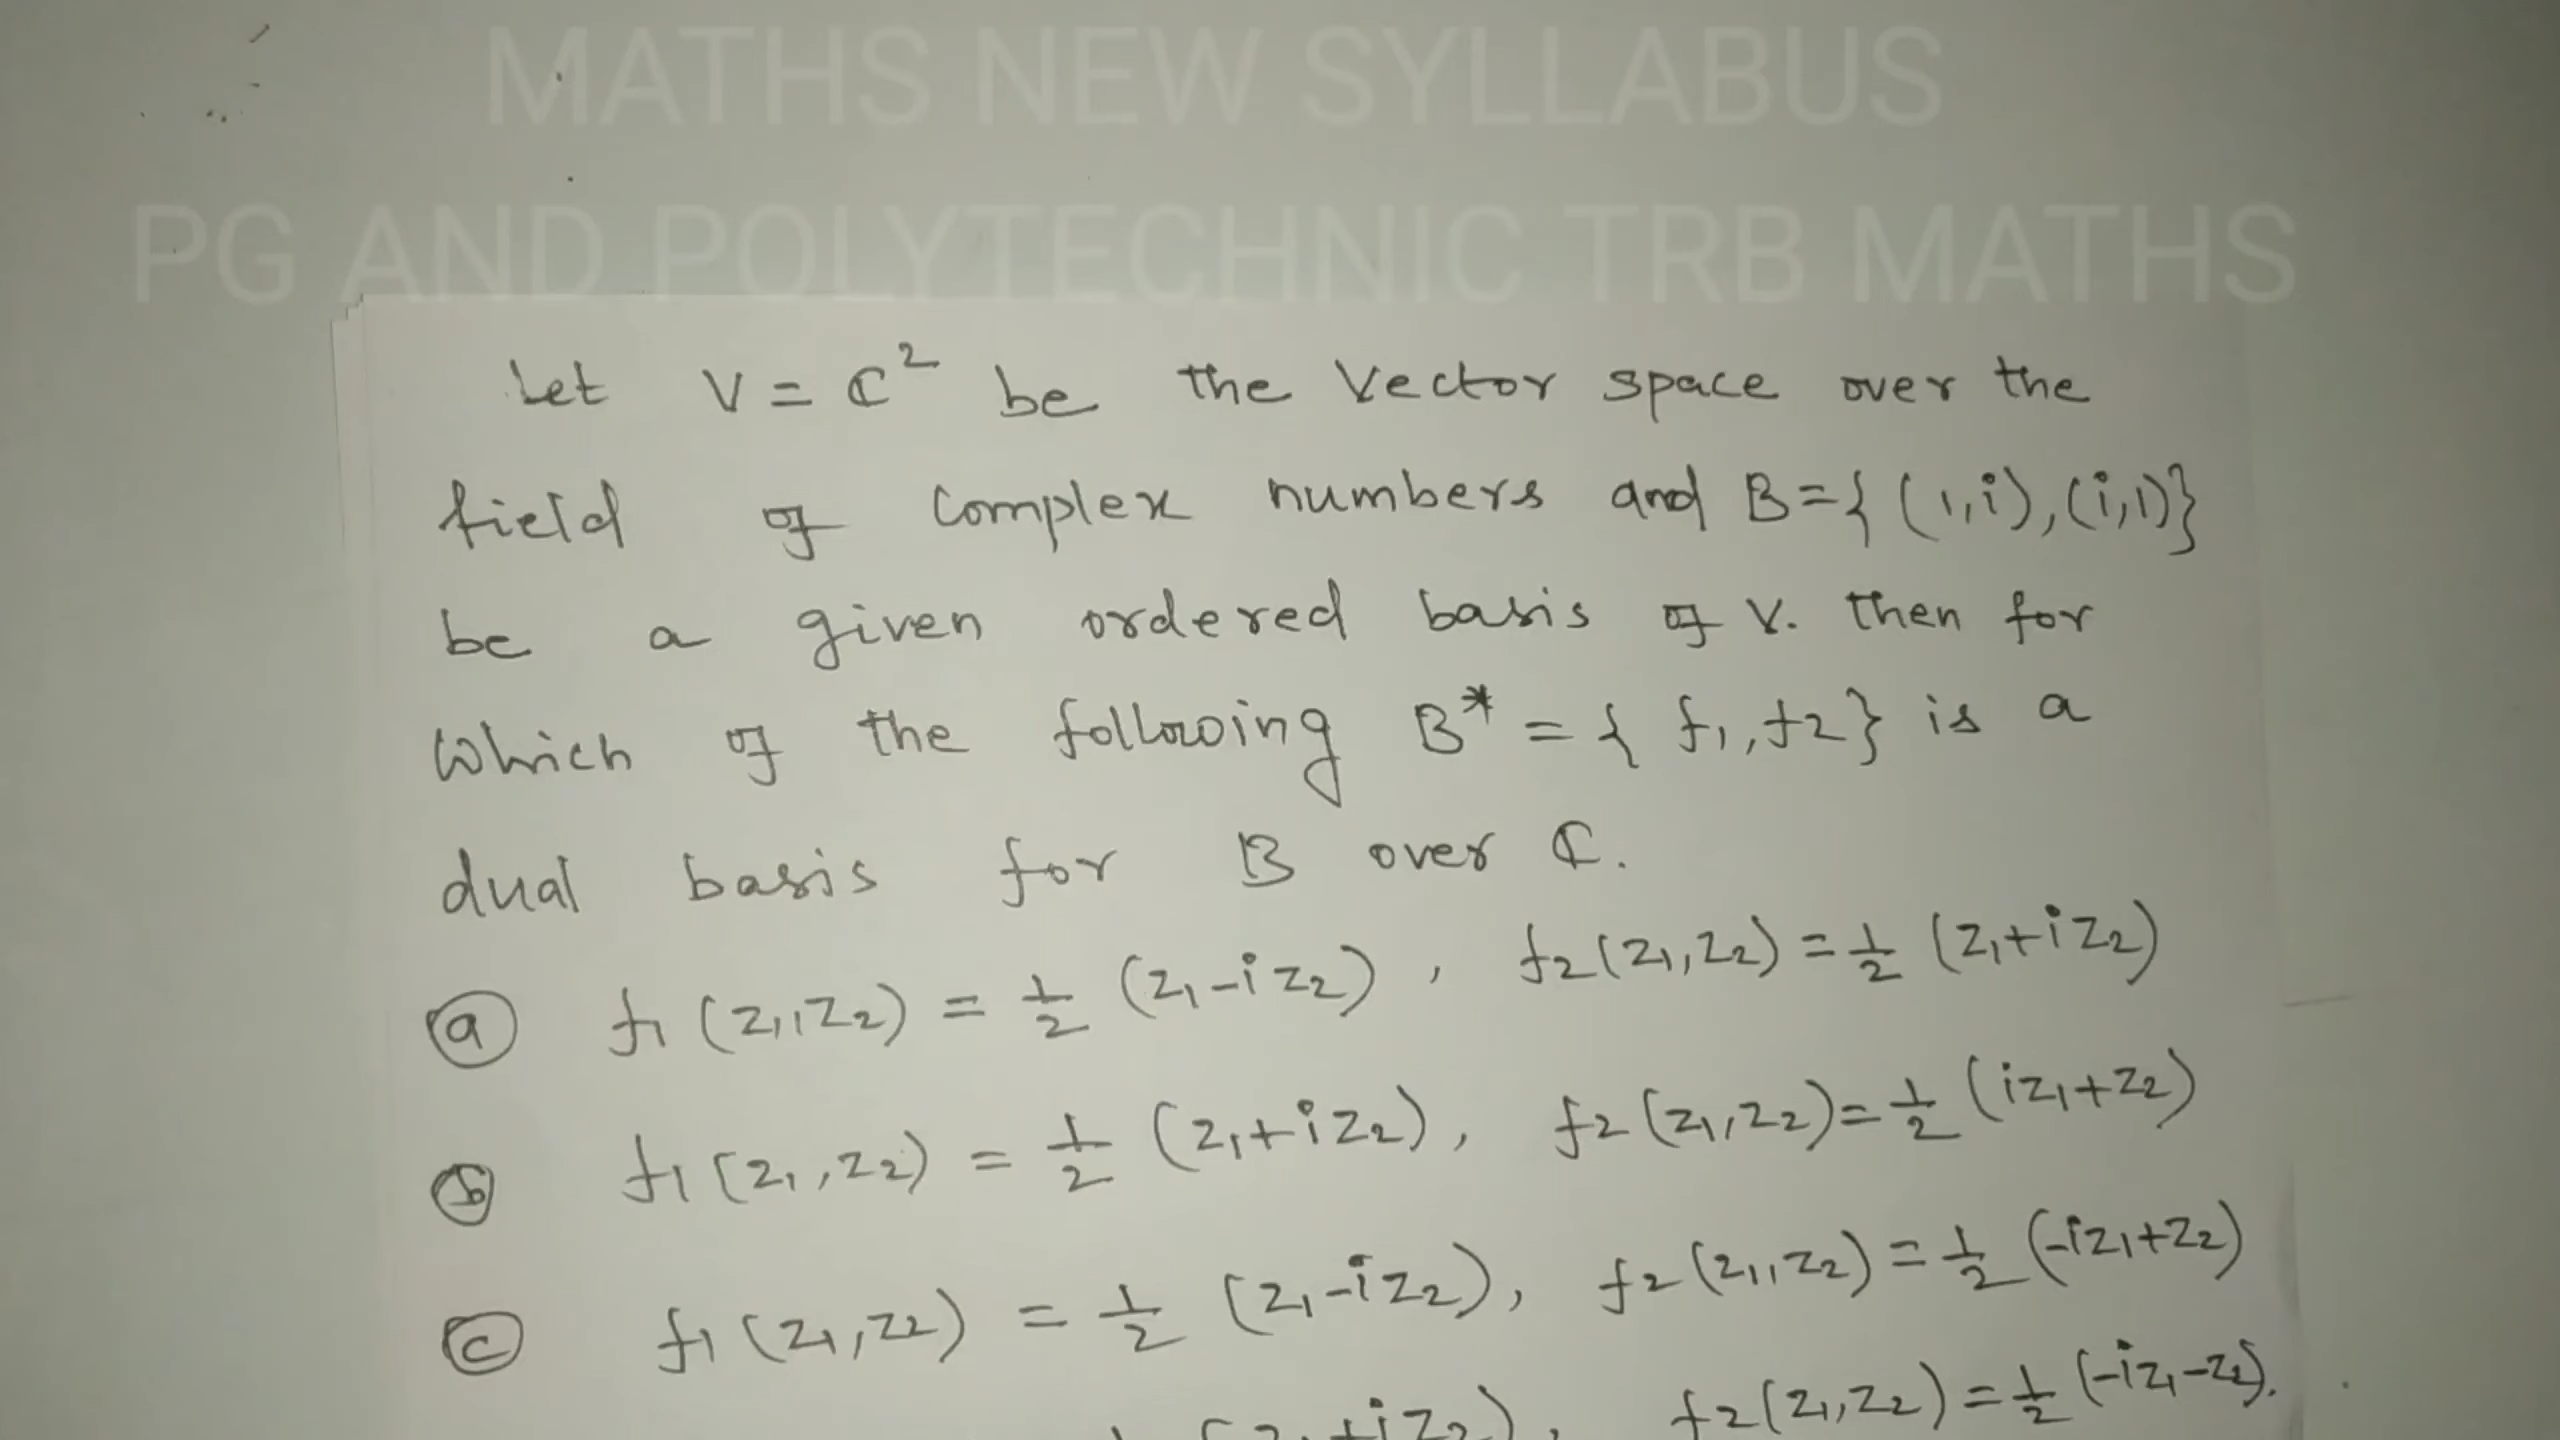 MATHS NEW SYLLABUS
PG AND POLYTECHNIC TRB MATHS
Let V = ℂ² be the Vector space over the
field of Complex numbers and B={ (1,i), (i,1)}
be a given ordered basis of V. Then for
Which of the following B* = { f₁, f₂} is a
dual basis for B over ℂ.
ⓐ f₁ (z₁, z₂) = ½ (z₁-iz₂), f₂(z₁,z₂) = ½ (z₁+iz₂)
ⓑ f₁ (z₁, z₂) = ½ (z₁+iz₂), f₂ (z₁, z₂) = ½ (iz₁+z₂)
ⓒ f₁ (z₁, z₂) = ½ (z₁-iz₂), f₂ (z₁, z₂) = ½ (-iz₁+z₂)
(z₁+iz₂), f₂(z₁,z₂) = ½ (-iz₁-z₂).